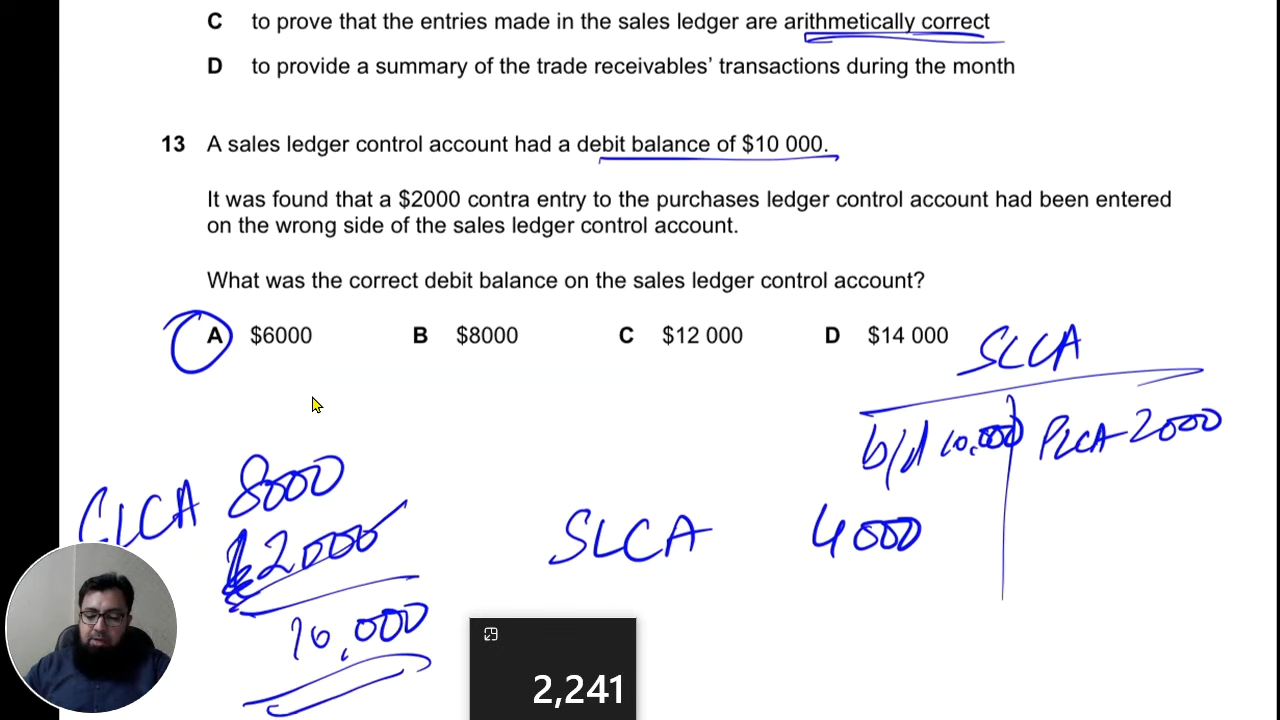 C to prove that the entries made in the sales ledger are arithmetically correct
D to provide a summary of the trade receivables’ transactions during the month
13 A sales ledger control account had a debit balance of $10 000.
It was found that a $2000 contra entry to the purchases ledger control account had been entered
on the wrong side of the sales ledger control account.
What was the correct debit balance on the sales ledger control account?
A $6000 B $8000 C $12 000 D $14 000
SLCA
b/d 10,000 PLCA 2000
SLCA 8000
2000
10,000
SLCA 4000
2,241